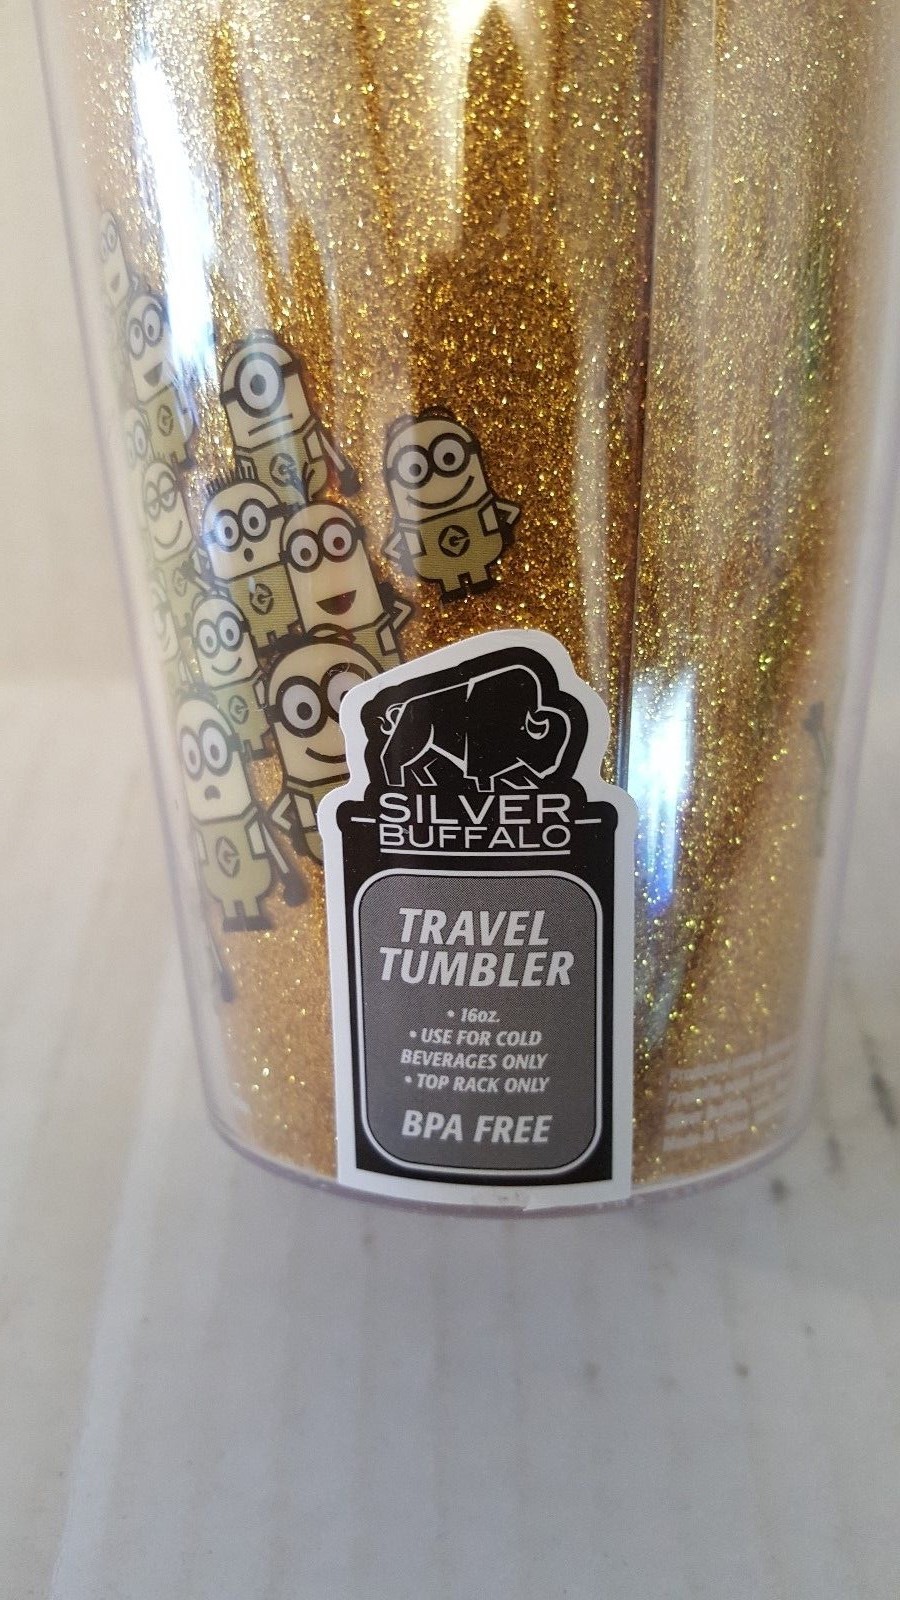 SILVER
BUFFALO
TRAVEL
TUMBLER
• 16oz.
• USE FOR COLD
BEVERAGES ONLY
• TOP RACK ONLY
BPA FREE